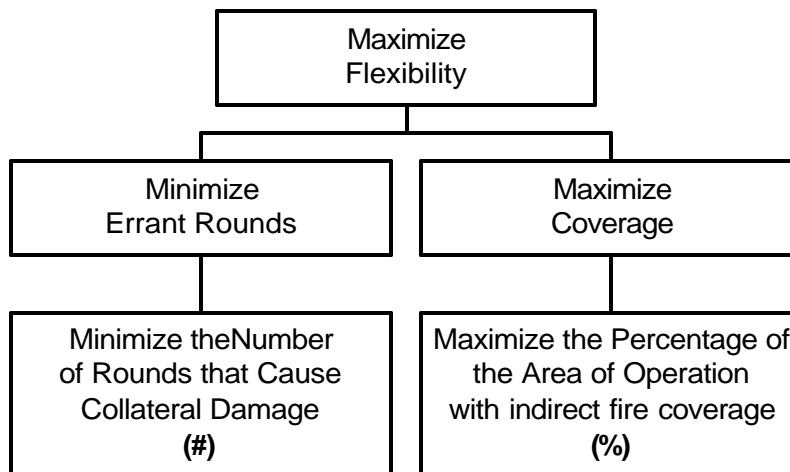 Maximize
Flexibility
Minimize
Errant Rounds
Maximize
Coverage
Minimize theNumber
of Rounds that Cause
Collateral Damage
(#)
Maximize the Percentage of
the Area of Operation
with indirect fire coverage
(%)